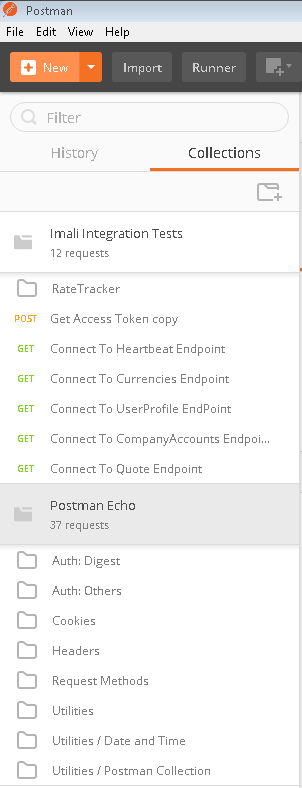 Postman
File Edit View Help
New Import Runner
Filter
History Collections
Imali Integration Tests
12 requests
RateTracker
POST Get Access Token copy
GET Connect To Heartbeat Endpoint
GET Connect To Currencies Endpoint
GET Connect To UserProfile EndPoint
GET Connect To CompanyAccounts Endpoi...
GET Connect To Quote Endpoint
Postman Echo
37 requests
Auth: Digest
Auth: Others
Cookies
Headers
Request Methods
Utilities
Utilities / Date and Time
Utilities / Postman Collection